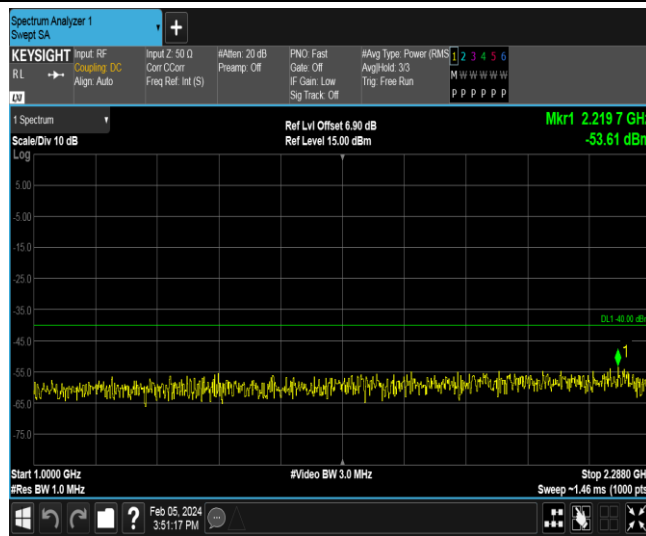 Spectrum Analyzer 1
Swept SA
+
KEYSIGHT
RL
LXI
Input: RF
Coupling: DC
Align: Auto
Input Z: 50 Ω
Corr CCorr
Freq Ref: Int (S)
#Atten: 20 dB
Preamp: Off
PNO: Fast
Gate: Off
IF Gain: Low
Sig Track: Off
#Avg Type: Power (RMS
Avg|Hold: 3/3
Trig: Free Run
1 2 3 4 5 6
M W W W W W
P P P P P P
1 Spectrum
Scale/Div 10 dB
Ref Lvl Offset 6.90 dB
Ref Level 15.00 dBm
Mkr1 2.219 7 GH
-53.61 dBm
Log
5.00
-5.00
-15.0
-25.0
-35.0
DL1 -40.00 dBr
-45.0
1
-55.0
-65.0
-75.0
Start 1.0000 GHz
#Video BW 3.0 MHz
Stop 2.2880 GH
#Res BW 1.0 MHz
Sweep ~1.46 ms (1000 pts
?
Feb 05, 2024
3:51:17 PM